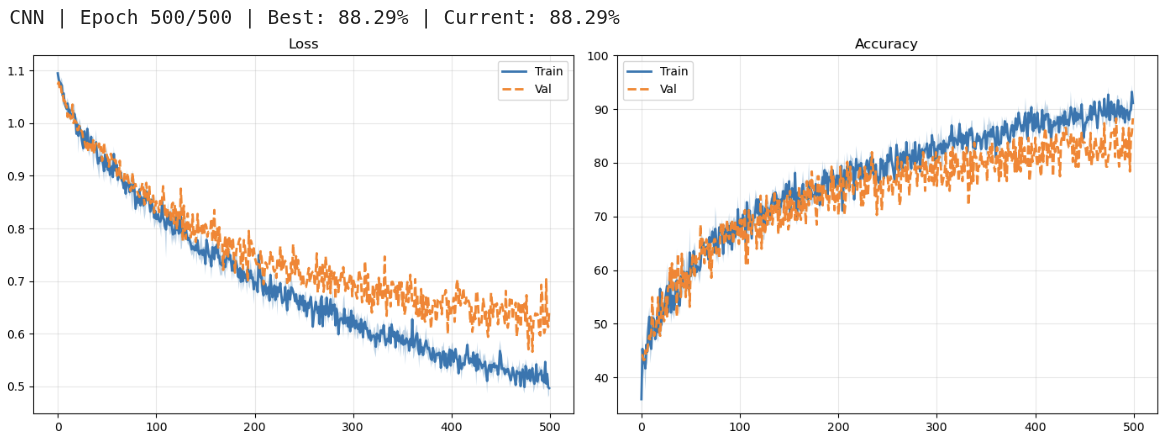 CNN | Epoch 500/500 | Best: 88.29% | Current: 88.29%
Loss
Train
Val
1.1
1.0
0.9
0.8
0.7
0.6
0.5
0 100 200 300 400 500
Accuracy
Train
Val
100
90
80
70
60
50
40
0 100 200 300 400 500